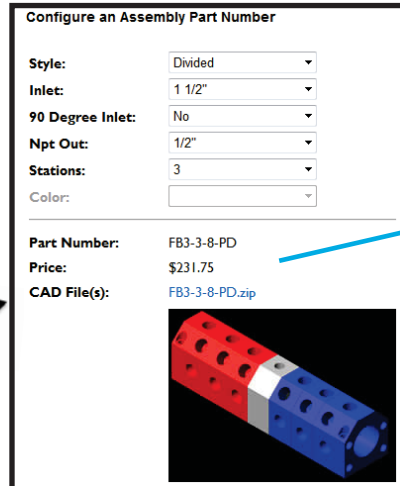 Configure an Assembly Part Number
Style: Divided
Inlet: 1 1/2"
90 Degree Inlet: No
Npt Out: 1/2"
Stations: 3
Color:
Part Number: FB3-3-8-PD
Price: $231.75
CAD File(s): FB3-3-8-PD.zip